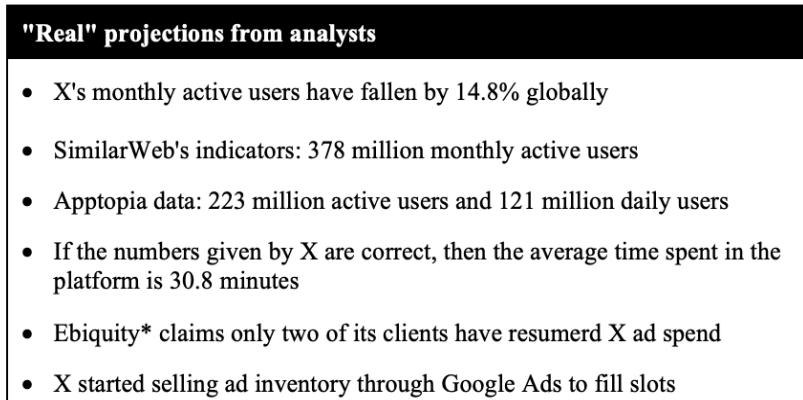 "Real" projections from analysts
• X's monthly active users have fallen by 14.8% globally
• SimilarWeb's indicators: 378 million monthly active users
• Apptopia data: 223 million active users and 121 million daily users
• If the numbers given by X are correct, then the average time spent in the
platform is 30.8 minutes
• Ebiquity* claims only two of its clients have resumerd X ad spend
• X started selling ad inventory through Google Ads to fill slots